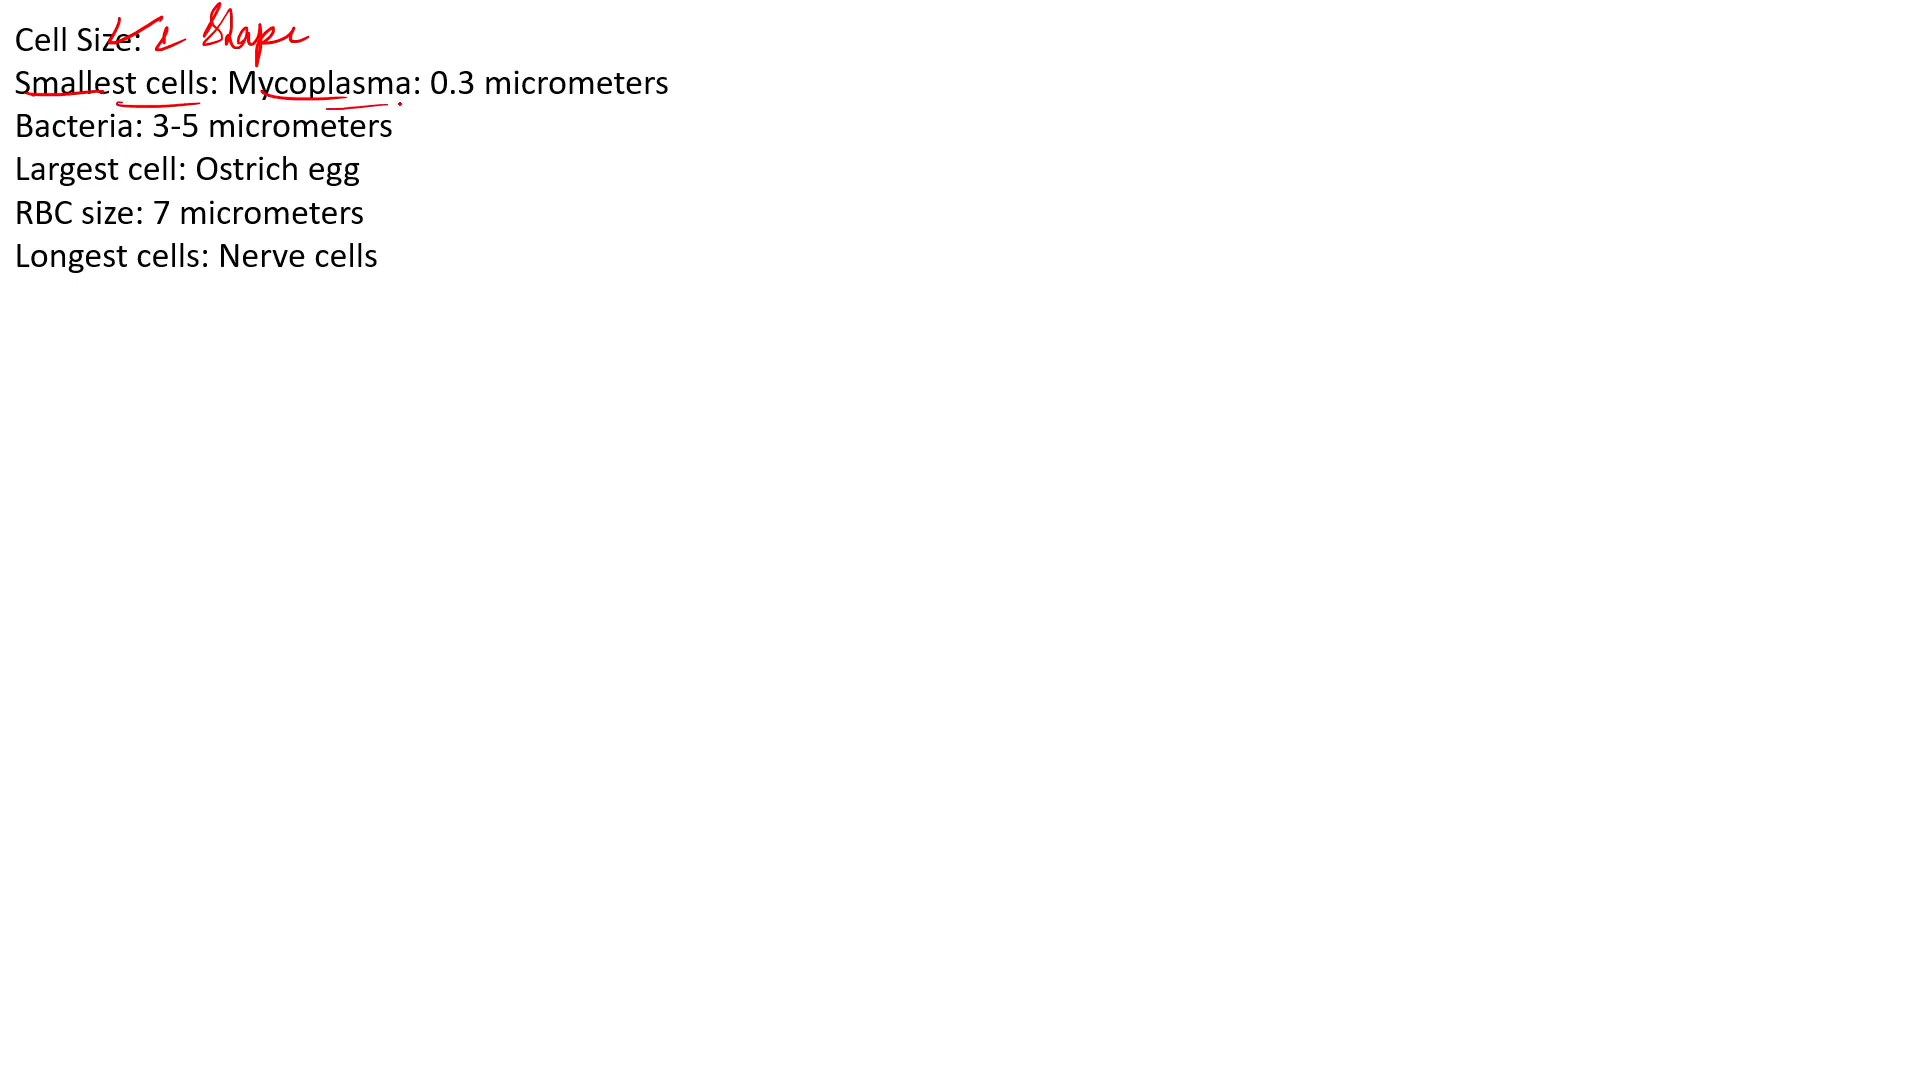 Cell Size: & Shape
Smallest cells: Mycoplasma: 0.3 micrometers
Bacteria: 3-5 micrometers
Largest cell: Ostrich egg
RBC size: 7 micrometers
Longest cells: Nerve cells